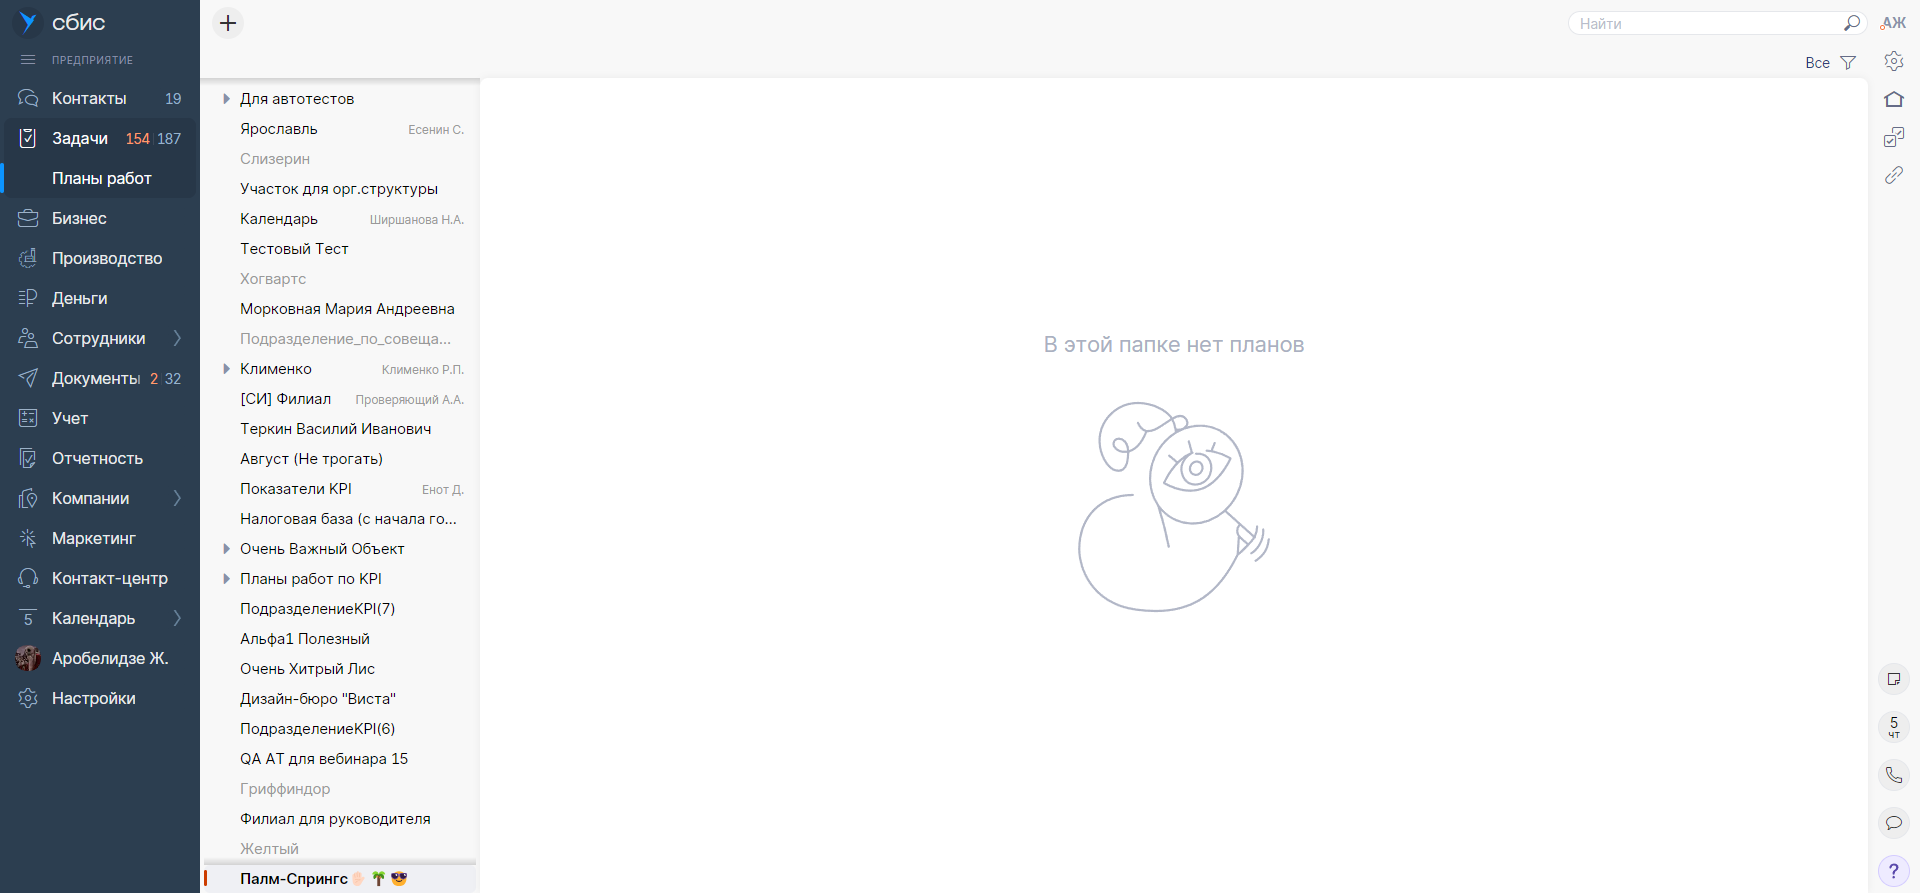 сбис
ПРЕДПРИЯТИЕ
Контакты 19
Задачи 154 187
Планы работ
Бизнес
Производство
Деньги
Сотрудники
Документы 2 32
Учет
Отчетность
Компании
Маркетинг
Контакт-центр
5 Календарь
Аробелидзе Ж.
Настройки
Найти
АЖ
Все
Для автотестов
Ярославль Есенин С.
Слизерин
Участок для орг.структуры
Календарь Ширшанова Н.А.
Тестовый Тест
Хогвартс
Морковная Мария Андреевна
Подразделение_по_совеща...
Клименко Клименко Р.П.
[СИ] Филиал Проверяющий А.А.
Теркин Василий Иванович
Август (Не трогать)
Показатели KPI Енот Д.
Налоговая база (с начала го...
Очень Важный Объект
Планы работ по KPI
ПодразделениеKPI(7)
Альфа1 Полезный
Очень Хитрый Лис
Дизайн-бюро "Виста"
ПодразделениеKPI(6)
QA АТ для вебинара 15
Гриффиндор
Филиал для руководителя
Желтый
Палм-Спрингс✋🏻 🌴 😎
В этой папке нет планов
5
чт
?